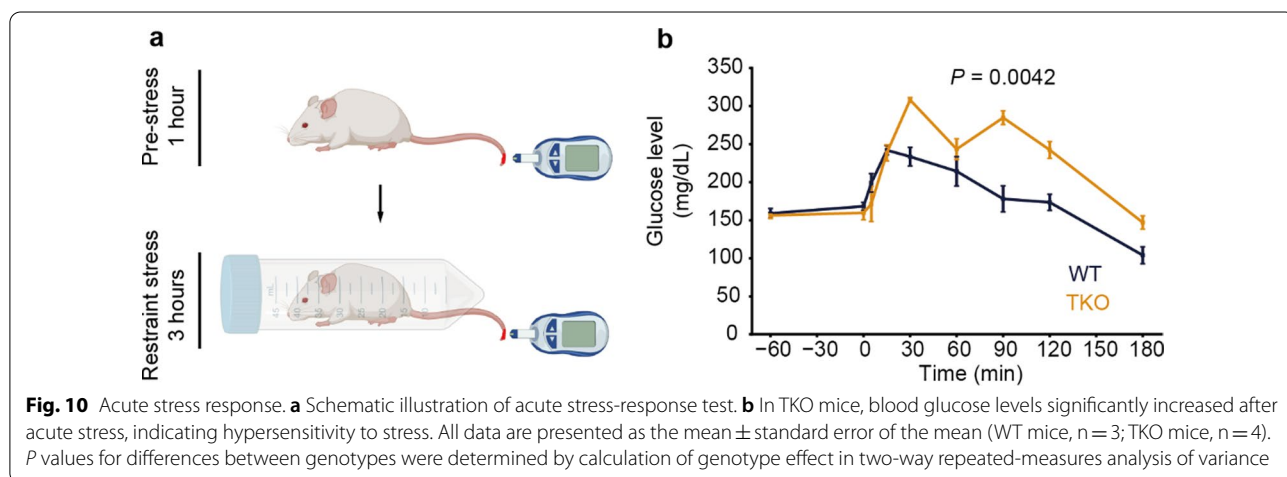 a
Pre-stress
1 hour
Restraint stress
3 hours
b
350
300
250
200
150
100
50
0
Glucose level
(mg/dL)
P = 0.0042
WT
TKO
−60 −30 0 30 60 90 120 150 180
Time (min)
Fig. 10 Acute stress response. a Schematic illustration of acute stress-response test. b In TKO mice, blood glucose levels significantly increased after
acute stress, indicating hypersensitivity to stress. All data are presented as the mean ± standard error of the mean (WT mice, n = 3; TKO mice, n = 4).
P values for differences between genotypes were determined by calculation of genotype effect in two-way repeated-measures analysis of variance